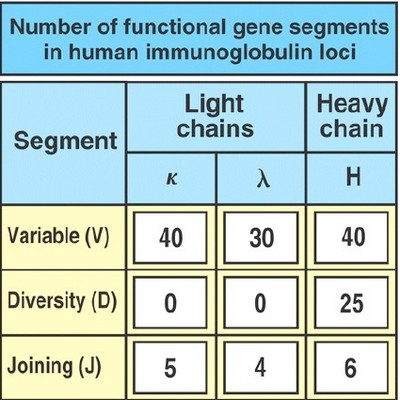 Number of functional gene segments
in human immunoglobulin loci
Segment
Light
chains
Heavy
chain
κ λ H
Variable (V) 40 30 40
Diversity (D) 0 0 25
Joining (J) 5 4 6